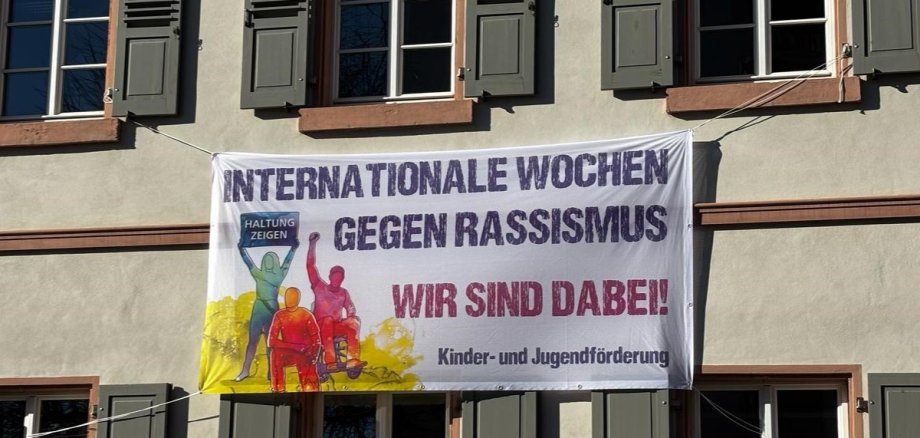 INTERNATIONALE WOCHEN
GEGEN RASSISMUS
HALTUNG
ZEIGEN
WIR SIND DABEI!
Kinder- und Jugendförderung